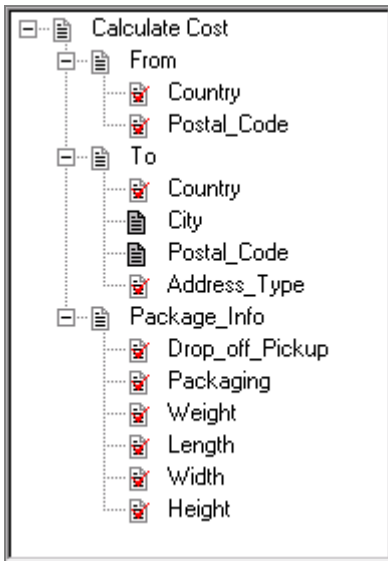 Calculate Cost
From
Country
Postal_Code
To
Country
City
Postal_Code
Address_Type
Package_Info
Drop_off_Pickup
Packaging
Weight
Length
Width
Height